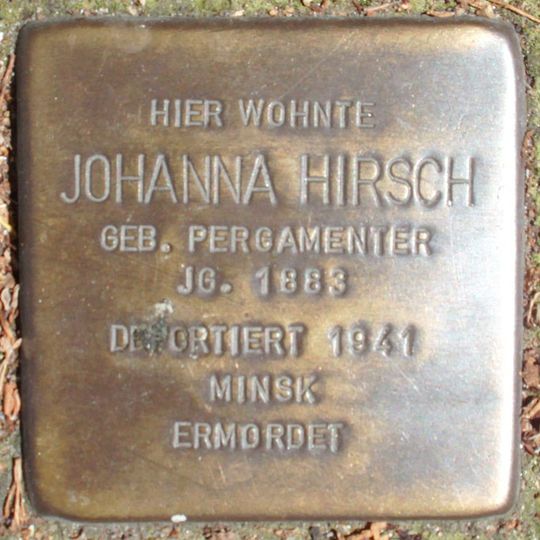 HIER WOHNTE
JOHANNA HIRSCH
GEB. PERGAMENTER
JG. 1883
DEPORTIERT 1941
MINSK
ERMORDET